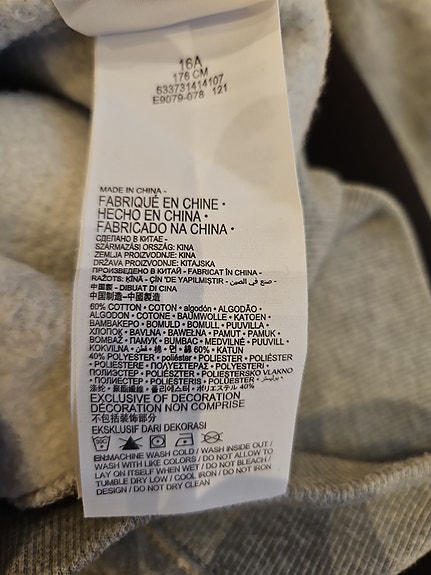 16A
176 CM
633731414107
E9079-078 121
MADE IN CHINA -
FABRIQUÉ EN CHINE •
HECHO EN CHINA •
FABRICADO NA CHINA •
СДЕЛАНО В КИТАЕ -
SZÁRMAZÁSI ORSZÁG: KÍNA
ZEMLJA PROIZVODNJE: KINA
DRŽAVA PROIZVODNJE: KITAJSKA
ПРОИЗВЕДЕНО В КИТАЙ - FABRICAT ÎN CHINA -
RAŽOTS: ĶĪNĀ - ÇİN 'DE YAPILMIŞTIR - صنع في الصين -
中国製 - DIBUAT DI CINA
中国制造-中國製造
60% COTTON • COTON • algodón • ALGODÃO •
ALGODON • COTONE • BAUMWOLLE • KATOEN •
ΒΑΜΒΑΚΕΡΟ • BOMULD • BOMULL • PUUVILLA •
ХЛОПОК • BAVLNA • BAWEŁNA • PAMUT • PAMUK •
BOMBAŽ • ПАМУК • BUMBAC • MEDVILNĖ • PUUVILL •
KOKVILNA • قطن • 棉 • 면 • 綿 60% • KATUN
40% POLYESTER • poliéster • POLIESTER • POLIÉSTER
• POLIESTERE • ΠΟΛΥΕΣΤΕΡΑΣ • POLYESTERI •
ПОЛИЭСТЕР • POLIÉSZTER • POLIESTERSKO VLAKNO
• ПОЛИЕСТЕР • POLIESTERIS • POLÜESTER • بوليستر •
涤纶 • 聚酯纖維 • 폴리에스터 • ポリエステル 40%
EXCLUSIVE OF DECORATION
DÉCORATION NON COMPRISE
不包括装饰部分
EKSKLUSIF DARI DEKORASI
EN:MACHINE WASH COLD / WASH INSIDE OUT /
WASH WITH LIKE COLORS / DO NOT ALLOW TO
LAY ON ITSELF WHEN WET / DO NOT BLEACH /
TUMBLE DRY LOW / COOL IRON / DO NOT IRON
DESIGN / DO NOT DRY CLEAN